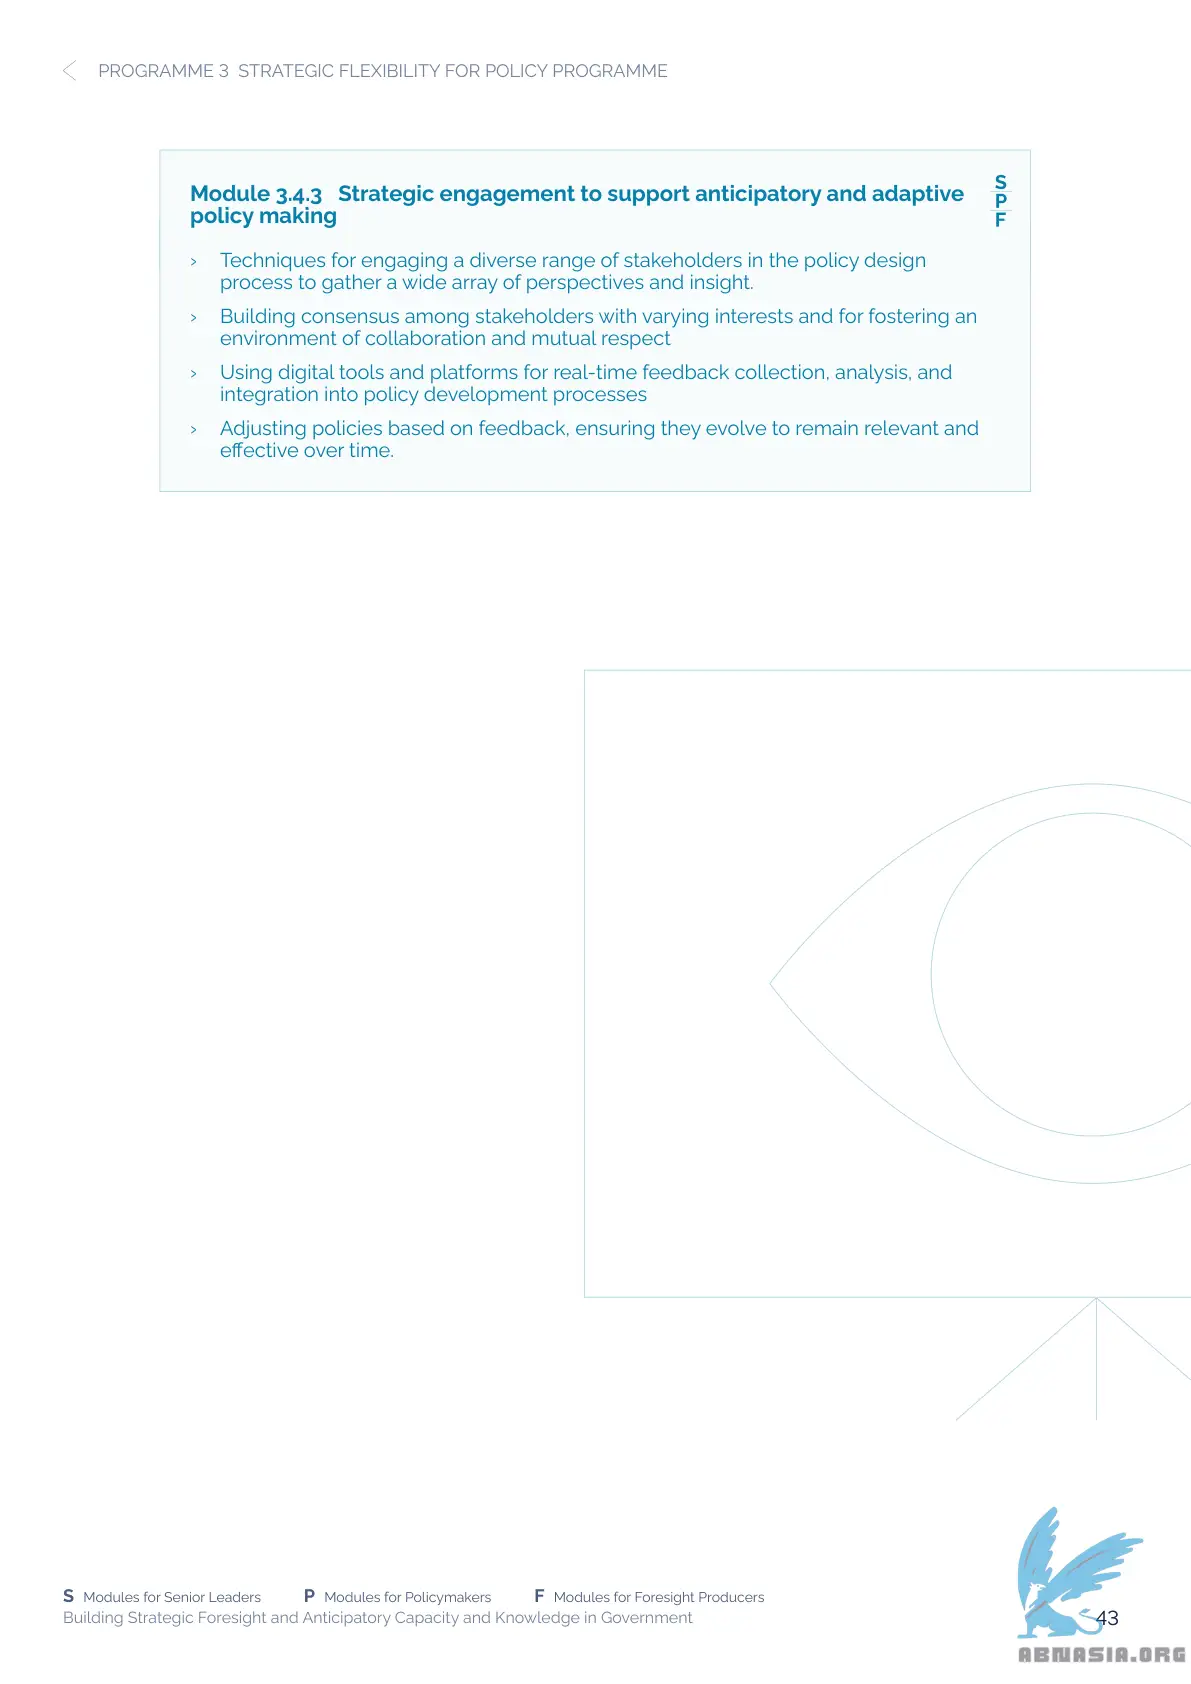 PROGRAMME 3 STRATEGIC FLEXIBILITY FOR POLICY PROGRAMME
Module 3.4.3 Strategic engagement to support anticipatory and adaptive
policy making
S
P
F
› Techniques for engaging a diverse range of stakeholders in the policy design
process to gather a wide array of perspectives and insight.
› Building consensus among stakeholders with varying interests and for fostering an
environment of collaboration and mutual respect
› Using digital tools and platforms for real-time feedback collection, analysis, and
integration into policy development processes
› Adjusting policies based on feedback, ensuring they evolve to remain relevant and
effective over time.
S Modules for Senior Leaders P Modules for Policymakers F Modules for Foresight Producers
Building Strategic Foresight and Anticipatory Capacity and Knowledge in Government
43
ABNASIA.ORG